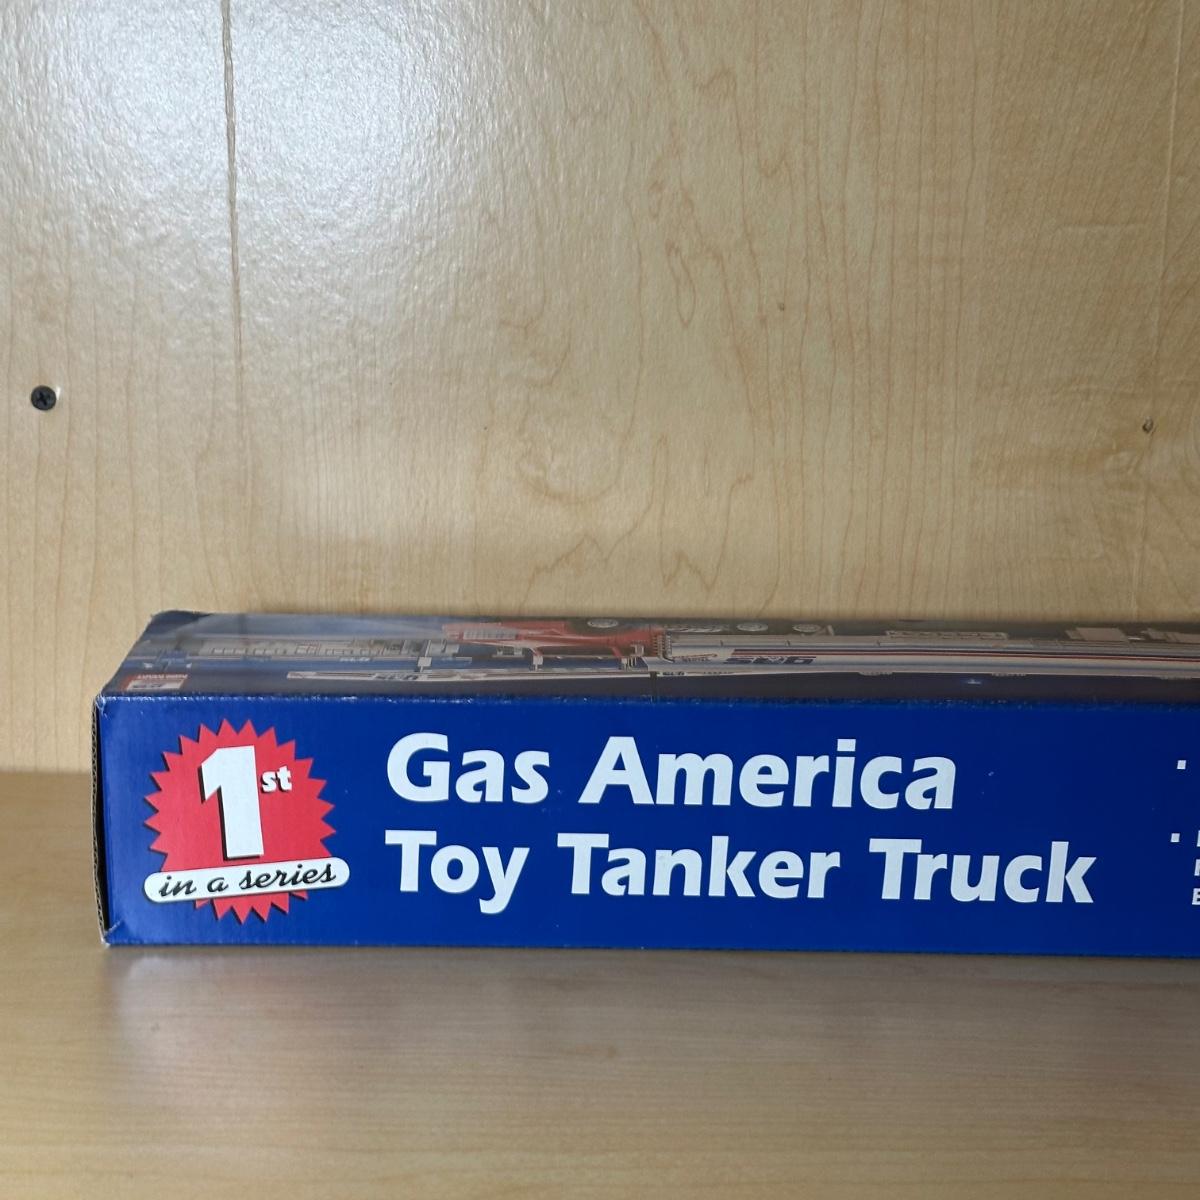 1st
in a series
Gas America
Toy Tanker Truck